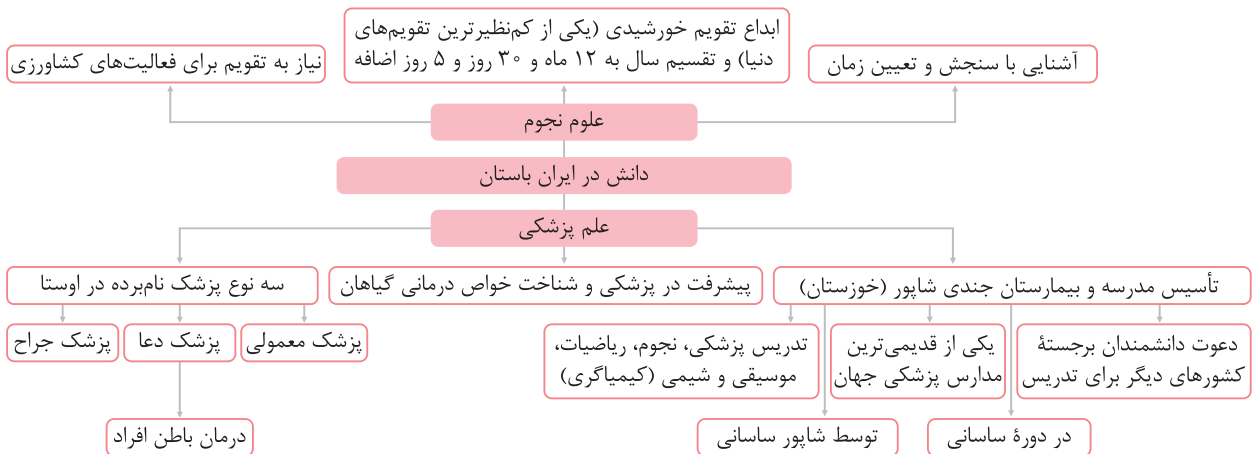 ابداع تقویم خورشیدی (یکی از کم‌نظیرترین تقویم‌های
دنیا) و تقسیم سال به ۱۲ ماه و ۳۰ روز و ۵ روز اضافه
آشنایی با سنجش و تعیین زمان
نیاز به تقویم برای فعالیت‌های کشاورزی
علوم نجوم
دانش در ایران باستان
علم پزشکی
تأسیس مدرسه و بیمارستان جندی شاپور (خوزستان)
پیشرفت در پزشکی و شناخت خواص درمانی گیاهان
سه نوع پزشک نام‌برده در اوستا
دعوت دانشمندان برجستهٔ
کشورهای دیگر برای تدریس
یکی از قدیمی‌ترین
مدارس پزشکی جهان
تدریس پزشکی، نجوم، ریاضیات،
موسیقی و شیمی (کیمیاگری)
پزشک معمولی
پزشک دعا
پزشک جراح
در دورهٔ ساسانی
توسط شاپور ساسانی
درمان باطن افراد